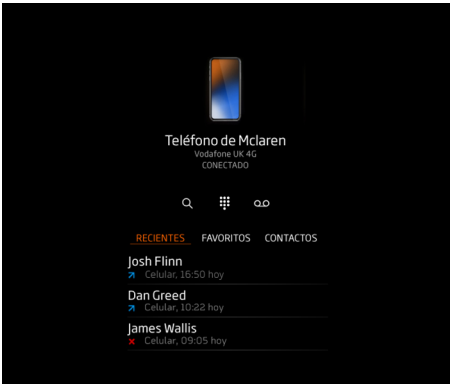 Teléfono de Mclaren
Vodafone UK 4G
CONECTADO
RECIENTES FAVORITOS CONTACTOS
Josh Flinn
Celular, 16:50 hoy
Dan Greed
Celular, 10:22 hoy
James Wallis
Celular, 09:05 hoy